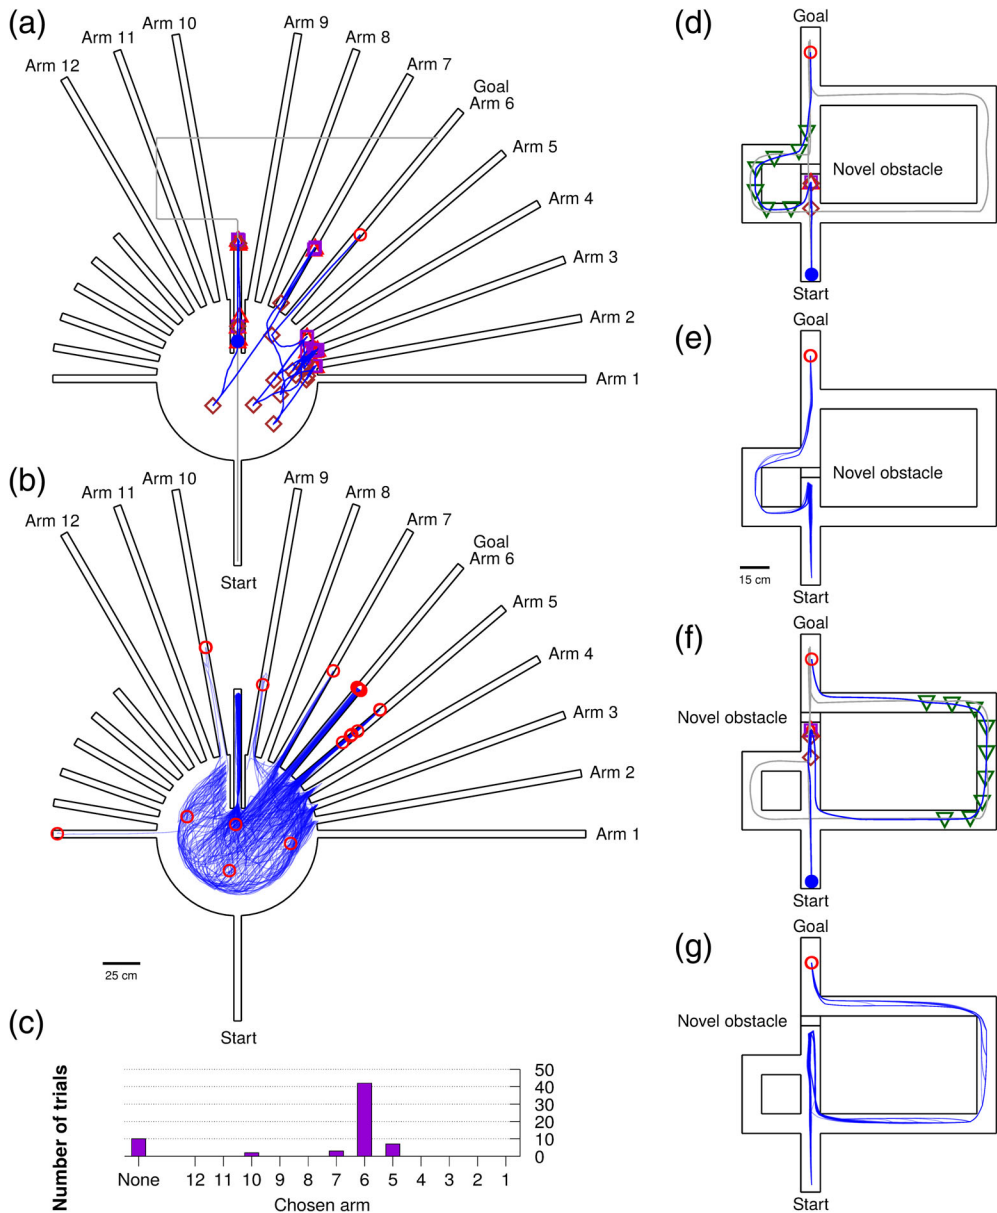 (a)
Arm 12
Arm 11
Arm 10
Arm 9
Arm 8
Arm 7
Goal
Arm 6
Arm 5
Arm 4
Arm 3
Arm 2
Arm 1
Start
(b)
Arm 12
Arm 11
Arm 10
Arm 9
Arm 8
Arm 7
Goal
Arm 6
Arm 5
Arm 4
Arm 3
Arm 2
Arm 1
25 cm
Start
(c)
Number of trials
50
40
30
20
10
0
None 12 11 10 9 8 7 6 5 4 3 2 1
Chosen arm
(d)
Goal
Novel obstacle
Start
(e)
Goal
Novel obstacle
15 cm
Start
(f)
Goal
Novel obstacle
Start
(g)
Goal
Novel obstacle
Start